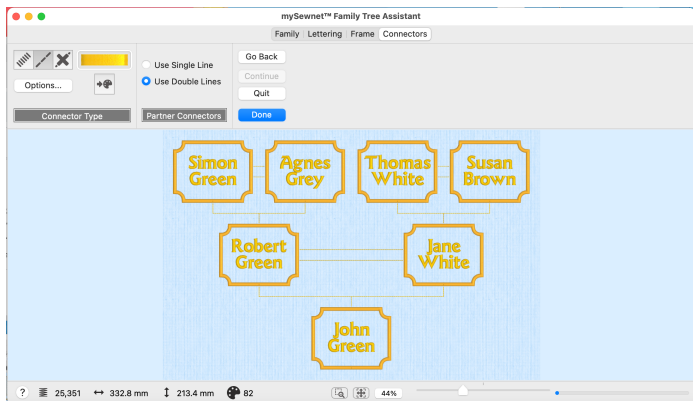 mySewnet™ Family Tree Assistant
Family Lettering Frame Connectors
Options...
Connector Type
Use Single Line
Use Double Lines
Partner Connectors
Go Back
Continue
Quit
Done
Simon
Green
Agnes
Grey
Thomas
White
Susan
Brown
Robert
Green
Jane
White
John
Green
? 25,351 332.8 mm 213.4 mm 82 44%